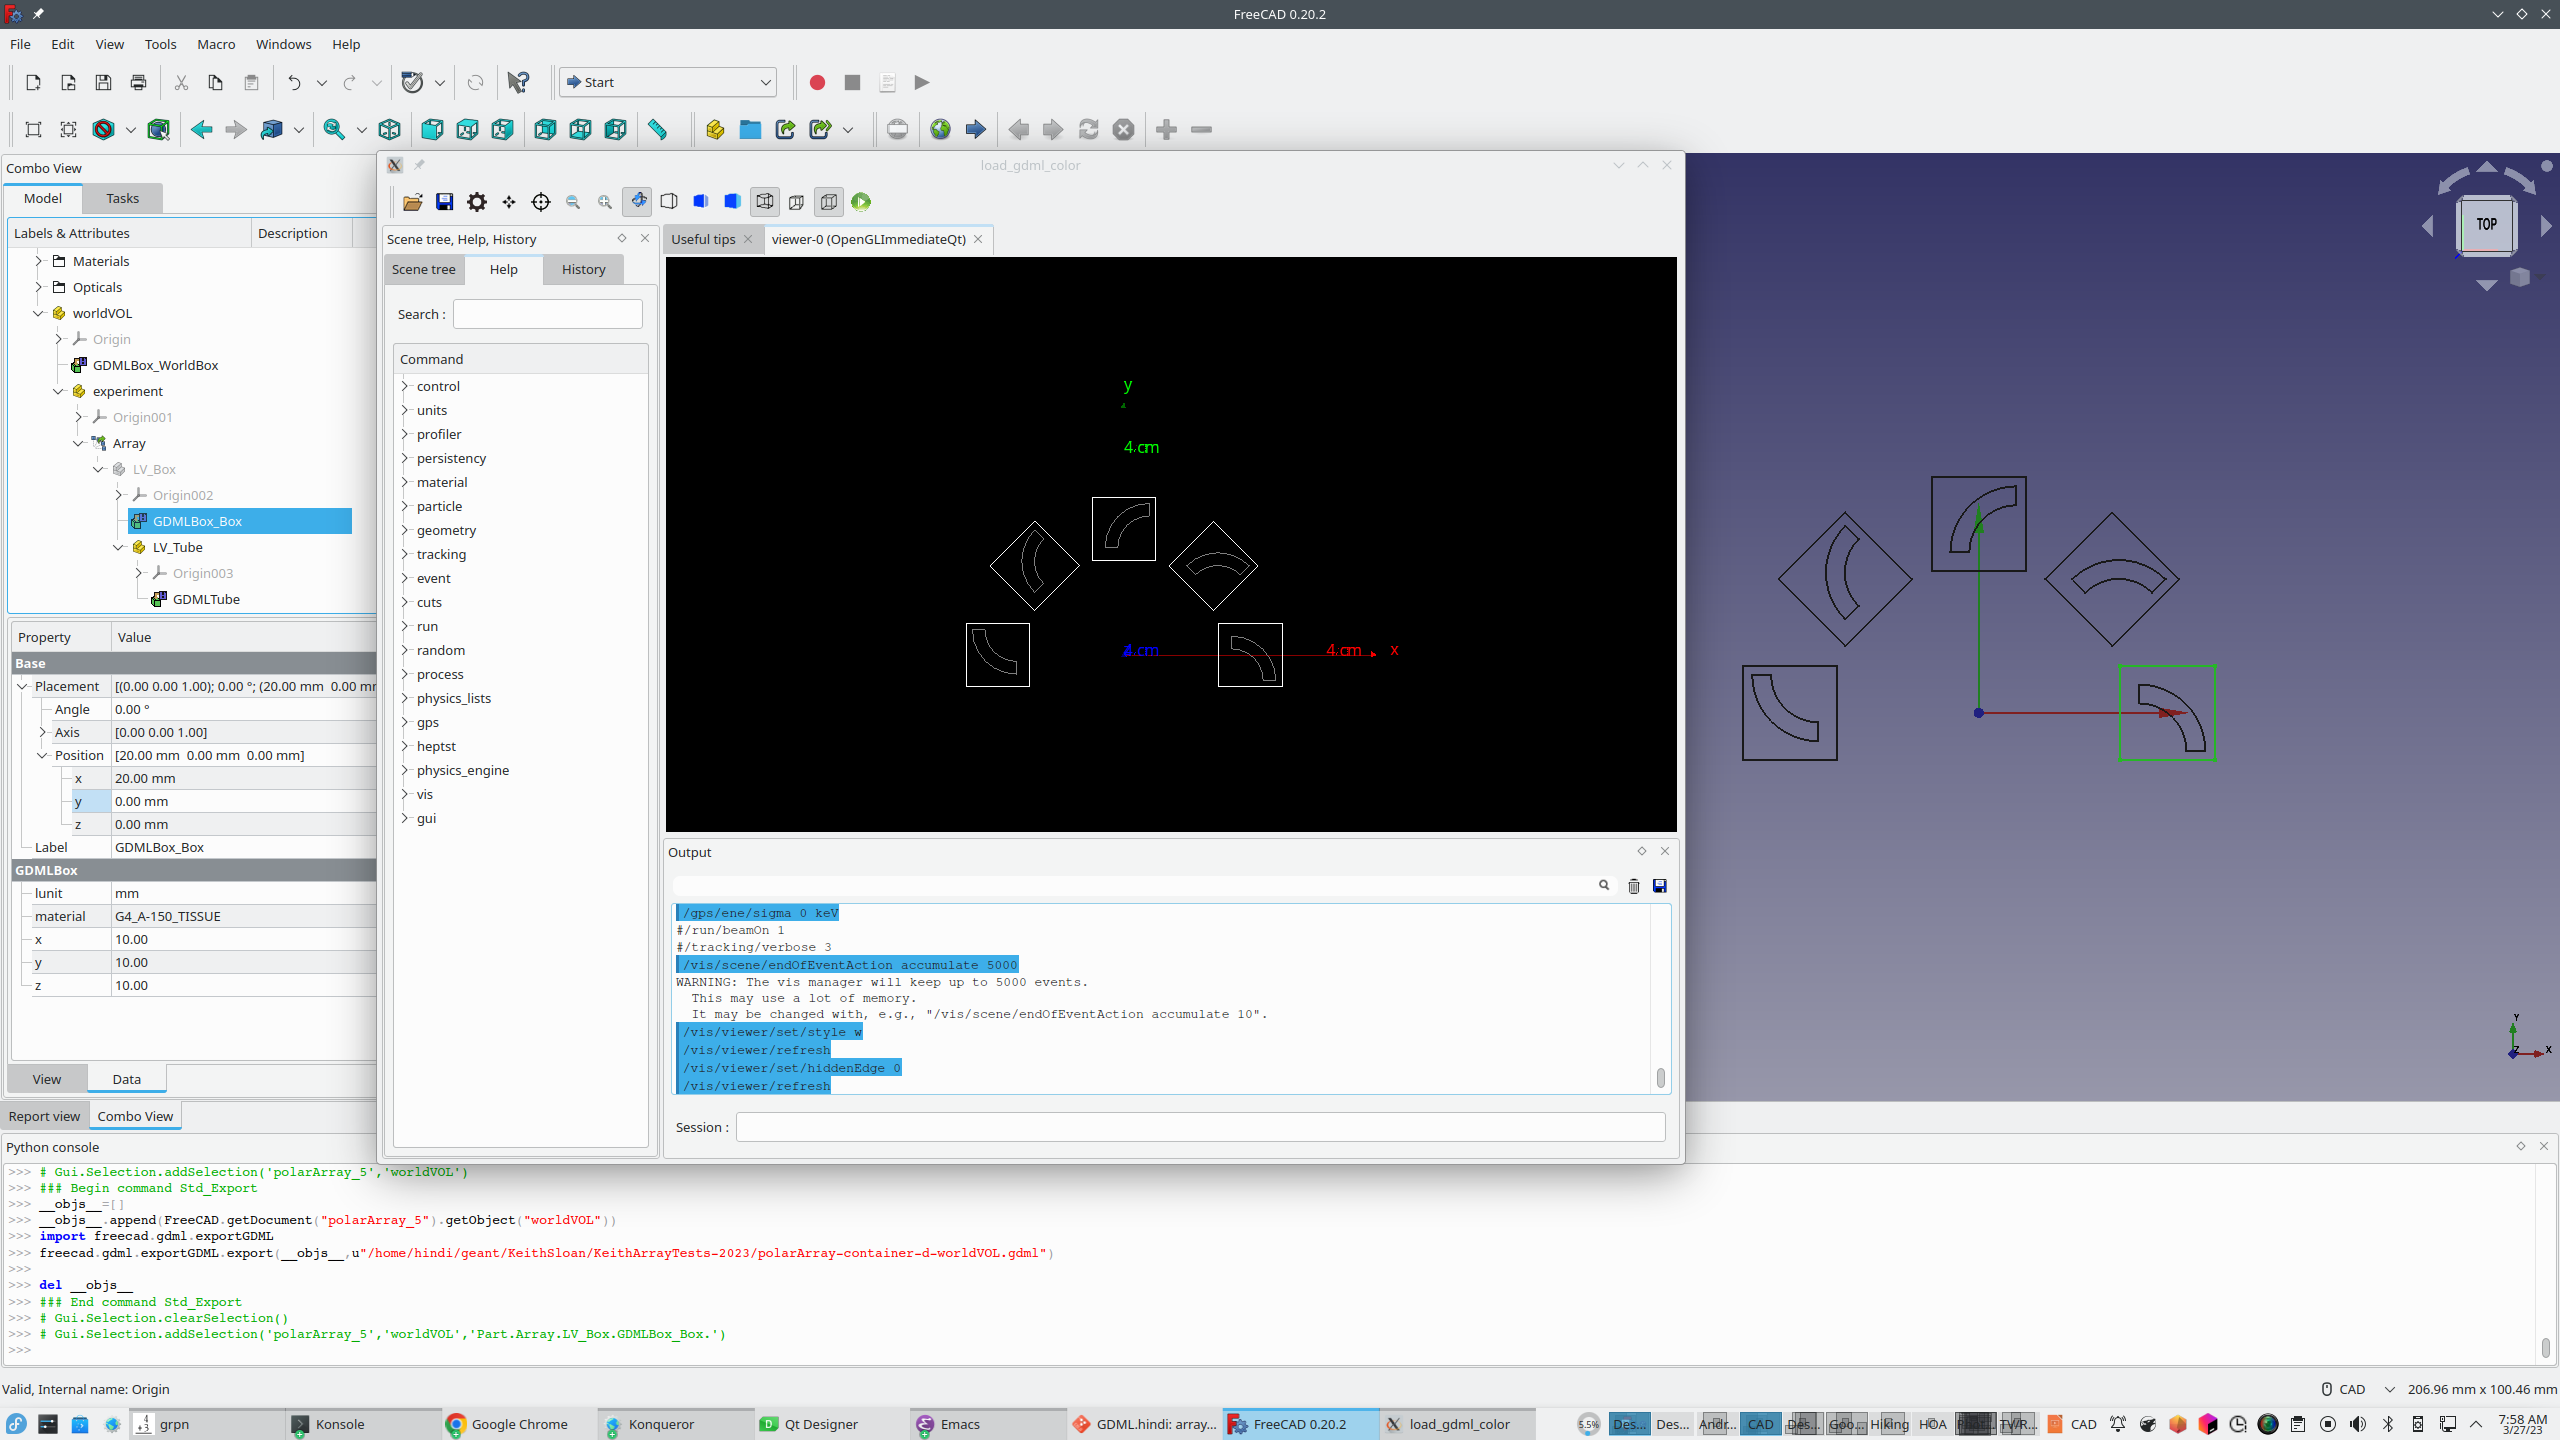 FreeCAD 0.20.2
File Edit View Tools Macro Windows Help
Start
Combo View
Model Tasks
Labels & Attributes Description
Materials
Opticals
worldVOL
Origin
GDMLBox_WorldBox
experiment
Origin001
Array
LV_Box
Origin002
GDMLBox_Box
LV_Tube
Origin003
GDMLTube
Property Value
Base
Placement [(0.00 0.00 1.00); 0.00 °; (20.00 mm 0.00 mr
Angle 0.00 °
Axis [0.00 0.00 1.00]
Position [20.00 mm 0.00 mm 0.00 mm]
x 20.00 mm
y 0.00 mm
z 0.00 mm
Label GDMLBox_Box
GDMLBox
lunit mm
material G4_A-150_TISSUE
x 10.00
y 10.00
z 10.00
View Data
Report view Combo View
load_gdml_color
Scene tree, Help, History
Useful tips
viewer-0 (OpenGLImmediateQt)
Scene tree Help History
Search :
Command
control
units
profiler
persistency
material
particle
geometry
tracking
event
cuts
run
random
process
physics_lists
gps
heptst
physics_engine
vis
gui
y
4 cm
4 cm x
Output
/gps/ene/sigma 0 keV
#/run/beamOn 1
#/tracking/verbose 3
/vis/scene/endOfEventAction accumulate 5000
WARNING: The vis manager will keep up to 5000 events.
This may use a lot of memory.
It may be changed with, e.g., "/vis/scene/endOfEventAction accumulate 10".
/vis/viewer/set/style w
/vis/viewer/refresh
/vis/viewer/set/hiddenEdge 0
/vis/viewer/refresh
Session :
TOP
Y
Z X
Python console
>>> # Gui.Selection.addSelection('polarArray_5','worldVOL')
>>> ### Begin command Std_Export
>>> __objs__=[]
>>> __objs__.append(FreeCAD.getDocument("polarArray_5").getObject("worldVOL"))
>>> import freecad.gdml.exportGDML
>>> freecad.gdml.exportGDML.export(__objs__,u"/home/hindi/geant/KeithSloan/KeithArrayTests-2023/polarArray-container-d-worldVOL.gdml")
>>>
>>> del __objs__
>>> ### End command Std_Export
>>> # Gui.Selection.clearSelection()
>>> # Gui.Selection.addSelection('polarArray_5','worldVOL','Part.Array.LV_Box.GDMLBox_Box.')
>>>
Valid, Internal name: Origin
CAD 206.96 mm x 100.46 mm
grpn Konsole Google Chrome Konqueror Qt Designer Emacs GDML.hindi: array... FreeCAD 0.20.2 load_gdml_color 5.5% Des... Des... Andr... CAD Des... Goo... Hiking HOA TWR... CAD 7:58 AM
3/27/23